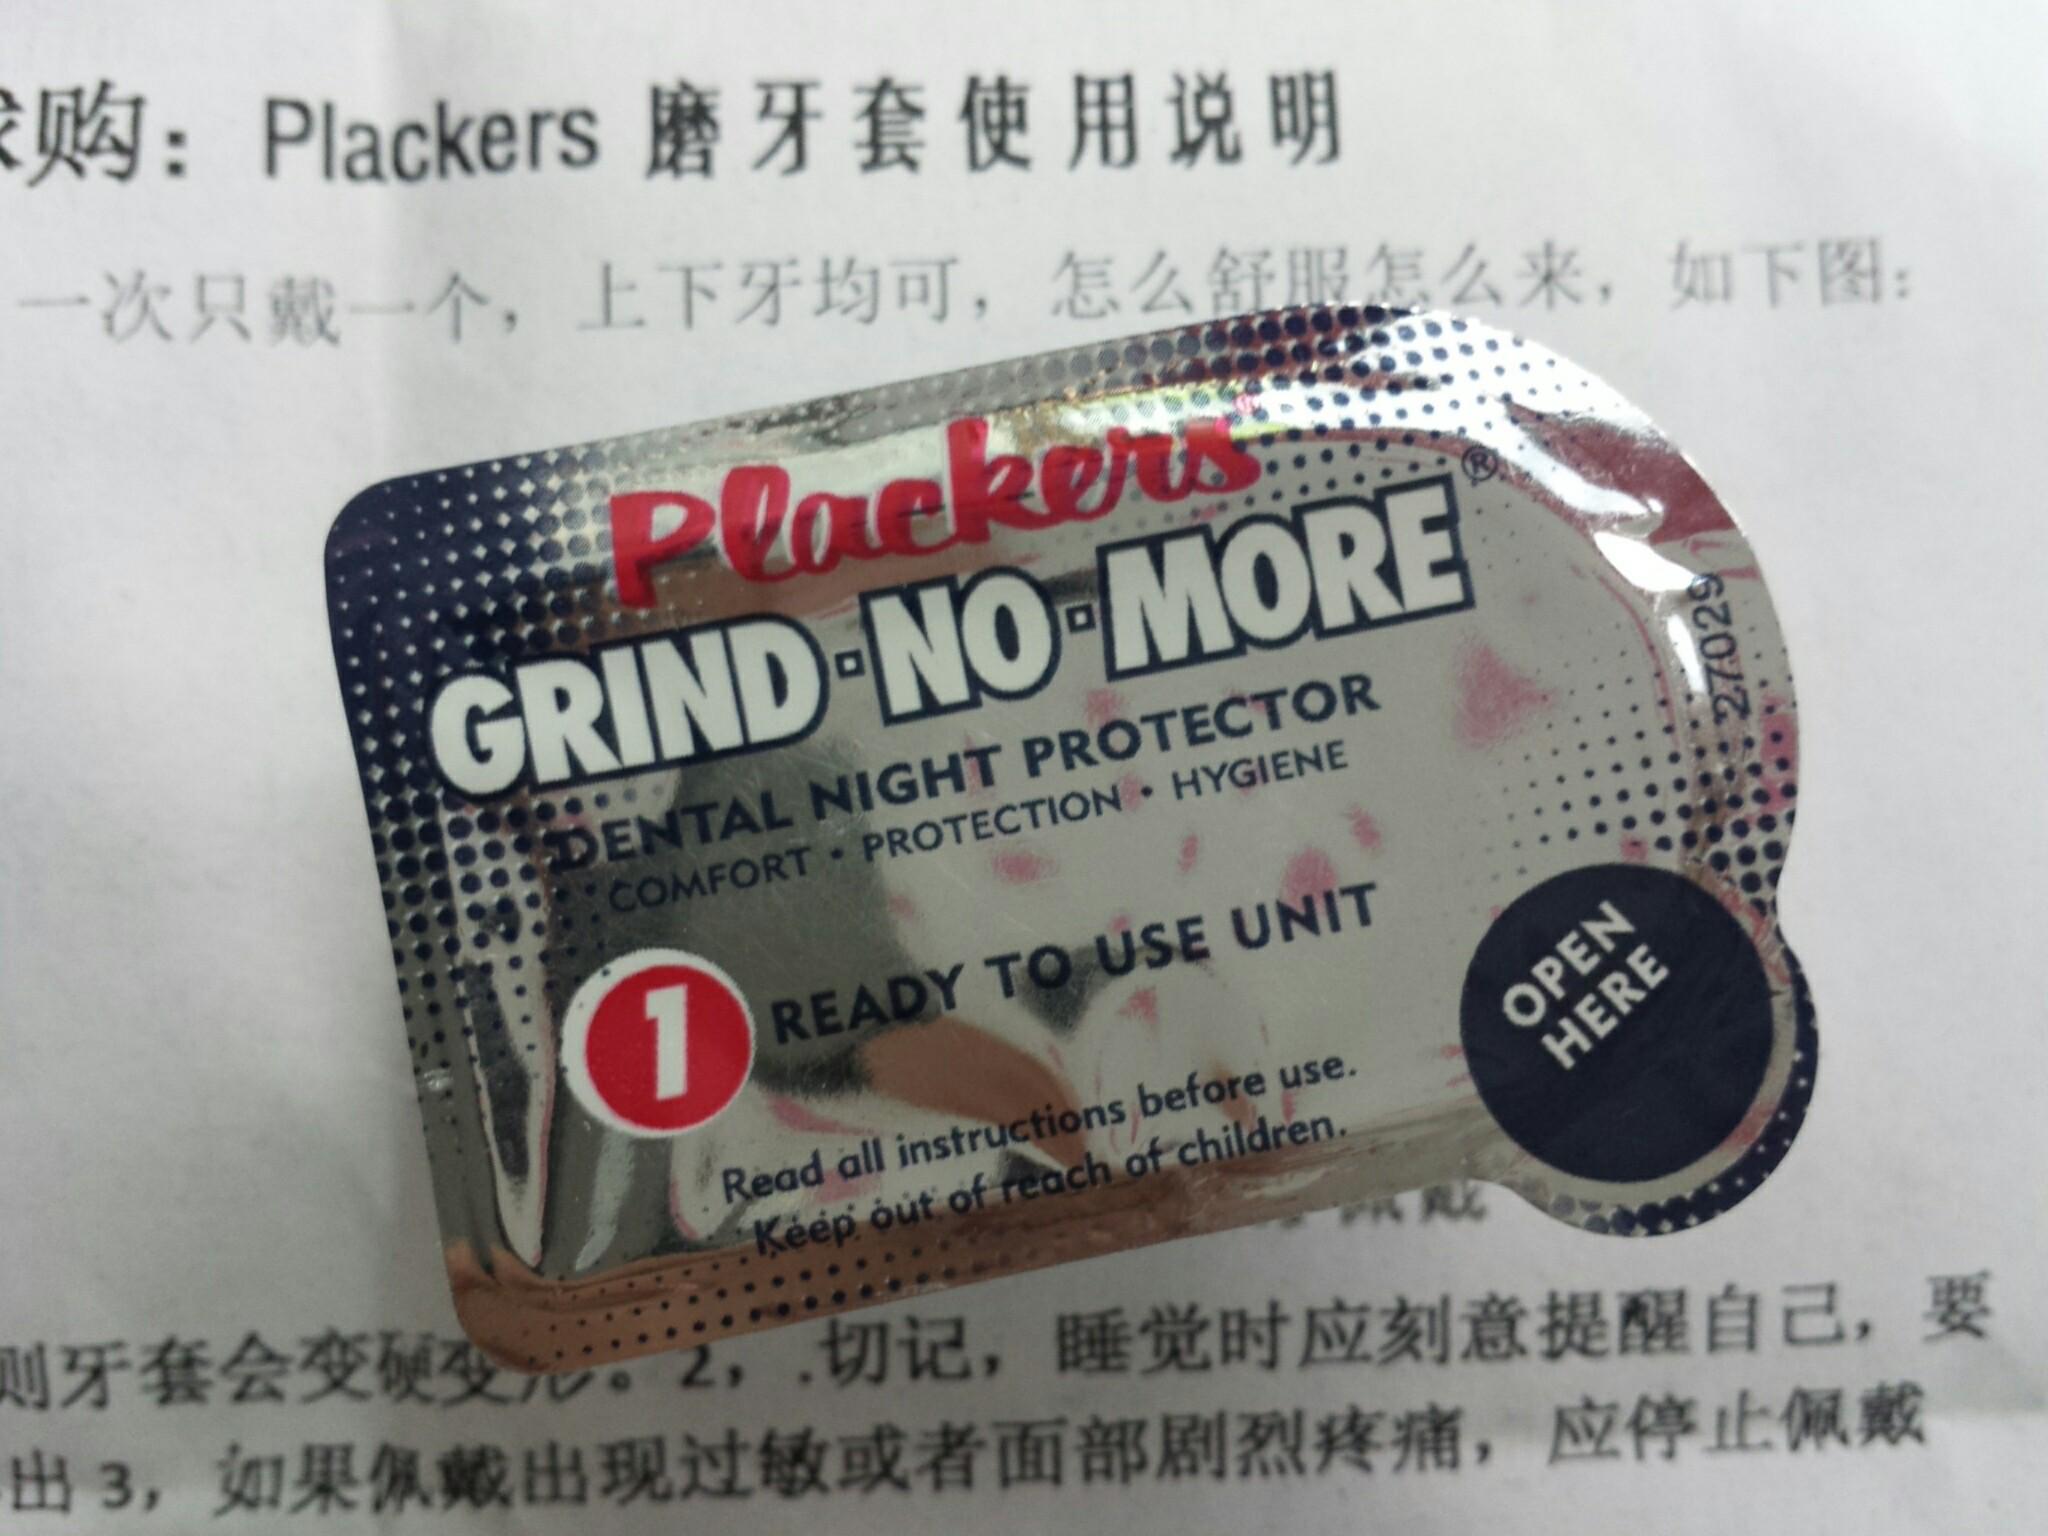 购：Plackers 磨牙套使用说明
一次只戴一个，上下牙均可，怎么舒服怎么来，如下图：
Plackers
GRIND·NO·MORE®
DENTAL NIGHT PROTECTOR
COMFORT · PROTECTION · HYGIENE
1 READY TO USE UNIT
Read all instructions before use.
Keep out of reach of children.
27029
OPEN
HERE
佩戴
则牙套会变硬变形。2，.切记，睡觉时应刻意提醒自己，要
出 3，如果佩戴出现过敏或者面部剧烈疼痛，应停止佩戴